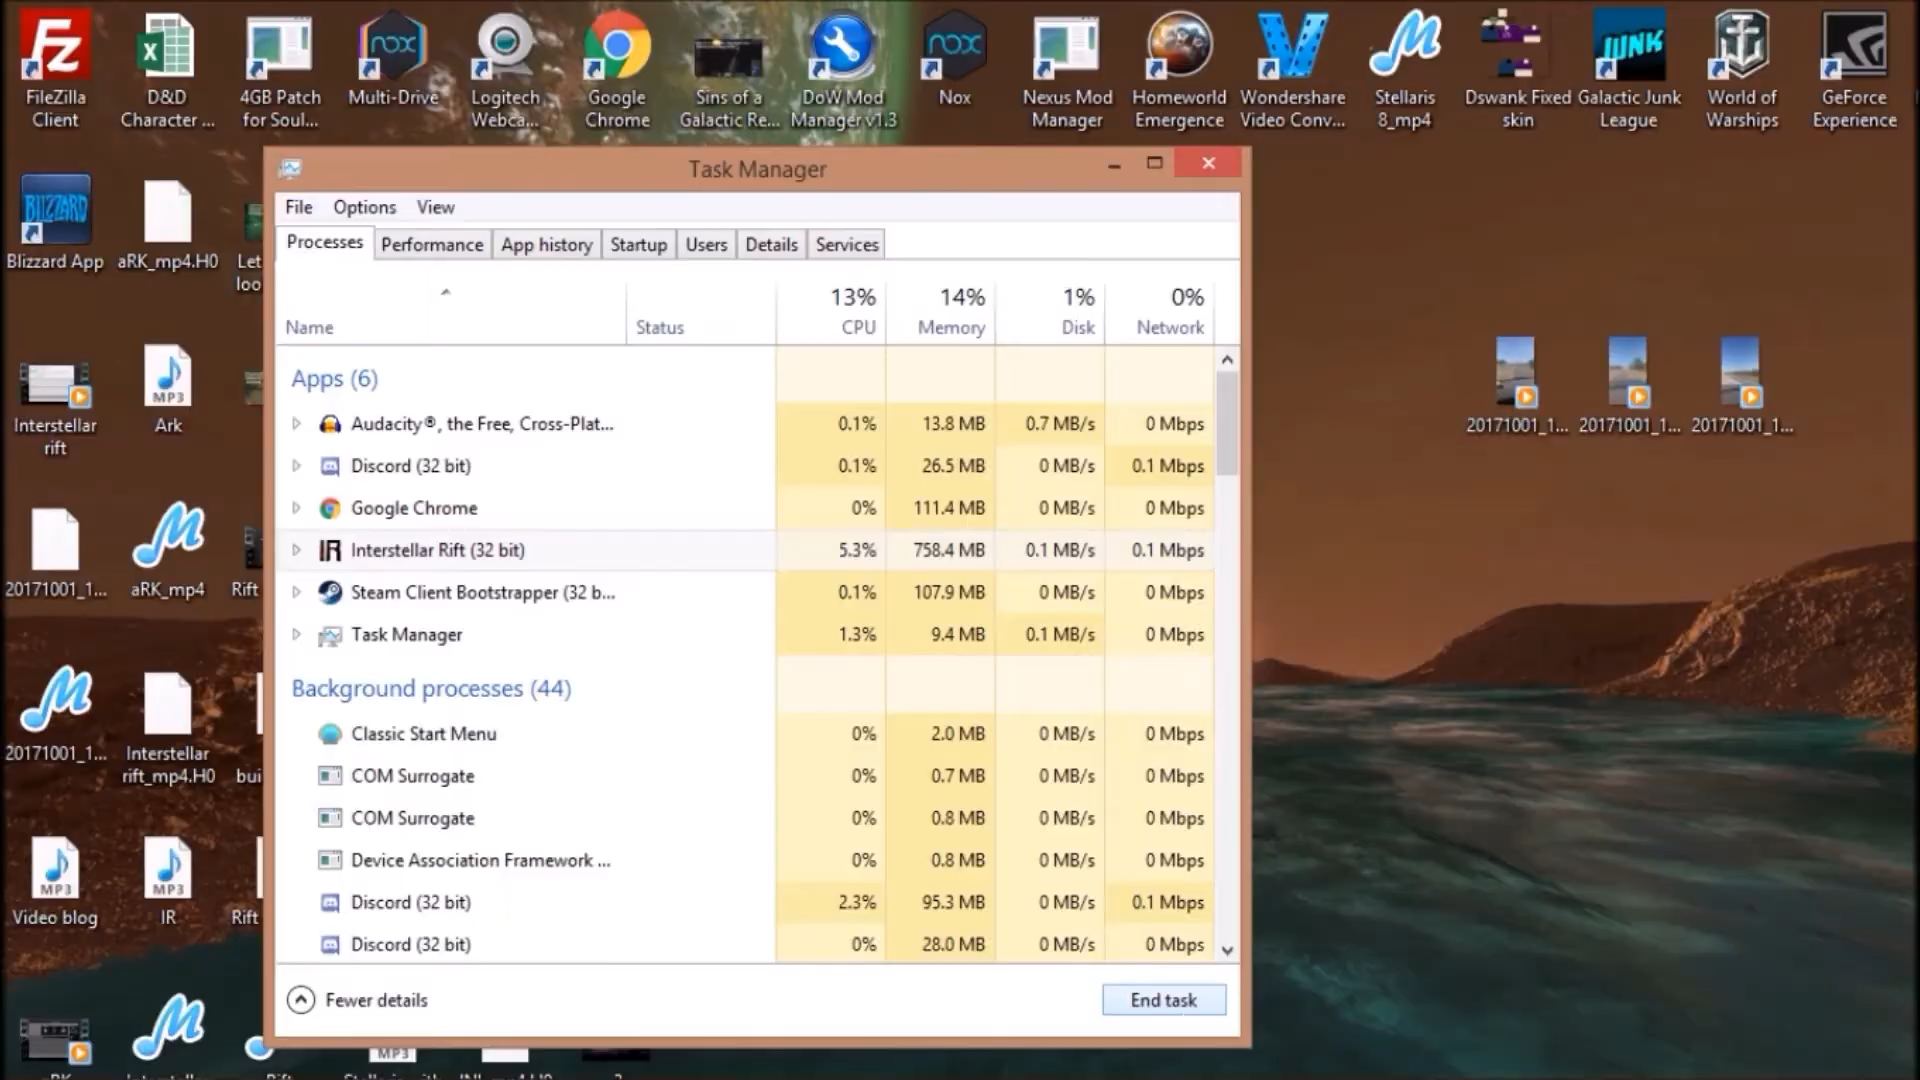 FileZilla
Client
D&D
Character ...
4GB Patch
for Soul...
Multi-Drive
Logitech
Webca...
Google
Chrome
Sins of a
Galactic Re...
DoW Mod
Manager v1.3
nox
Nox
Nexus Mod
Manager
Homeworld
Emergence
Wondershare
Video Conv...
Stellaris
8_mp4
Dswank Fixed
skin
JUNK
Galactic Junk
League
World of
Warships
GeForce
Experience
BLIZZARD
Blizzard App
aRK_mp4.H0
Let
loo
Interstellar
rift
MP3
Ark
20171001_1...
aRK_mp4
Rift
20171001_1...
Interstellar
rift_mp4.H0
bui
MP3
Video blog
MP3
IR
Rift
MP3
20171001_1...
20171001_1...
20171001_1...
Task Manager
File Options View
Processes Performance App history Startup Users Details Services
13% 14% 1% 0%
Name Status CPU Memory Disk Network
Apps (6)
Audacity®, the Free, Cross-Plat... 0.1% 13.8 MB 0.7 MB/s 0 Mbps
Discord (32 bit) 0.1% 26.5 MB 0 MB/s 0.1 Mbps
Google Chrome 0% 111.4 MB 0 MB/s 0 Mbps
Interstellar Rift (32 bit) 5.3% 758.4 MB 0.1 MB/s 0.1 Mbps
Steam Client Bootstrapper (32 b... 0.1% 107.9 MB 0 MB/s 0 Mbps
Task Manager 1.3% 9.4 MB 0.1 MB/s 0 Mbps
Background processes (44)
Classic Start Menu 0% 2.0 MB 0 MB/s 0 Mbps
COM Surrogate 0% 0.7 MB 0 MB/s 0 Mbps
COM Surrogate 0% 0.8 MB 0 MB/s 0 Mbps
Device Association Framework ... 0% 0.8 MB 0 MB/s 0 Mbps
Discord (32 bit) 2.3% 95.3 MB 0 MB/s 0.1 Mbps
Discord (32 bit) 0% 28.0 MB 0 MB/s 0 Mbps
Fewer details
End task